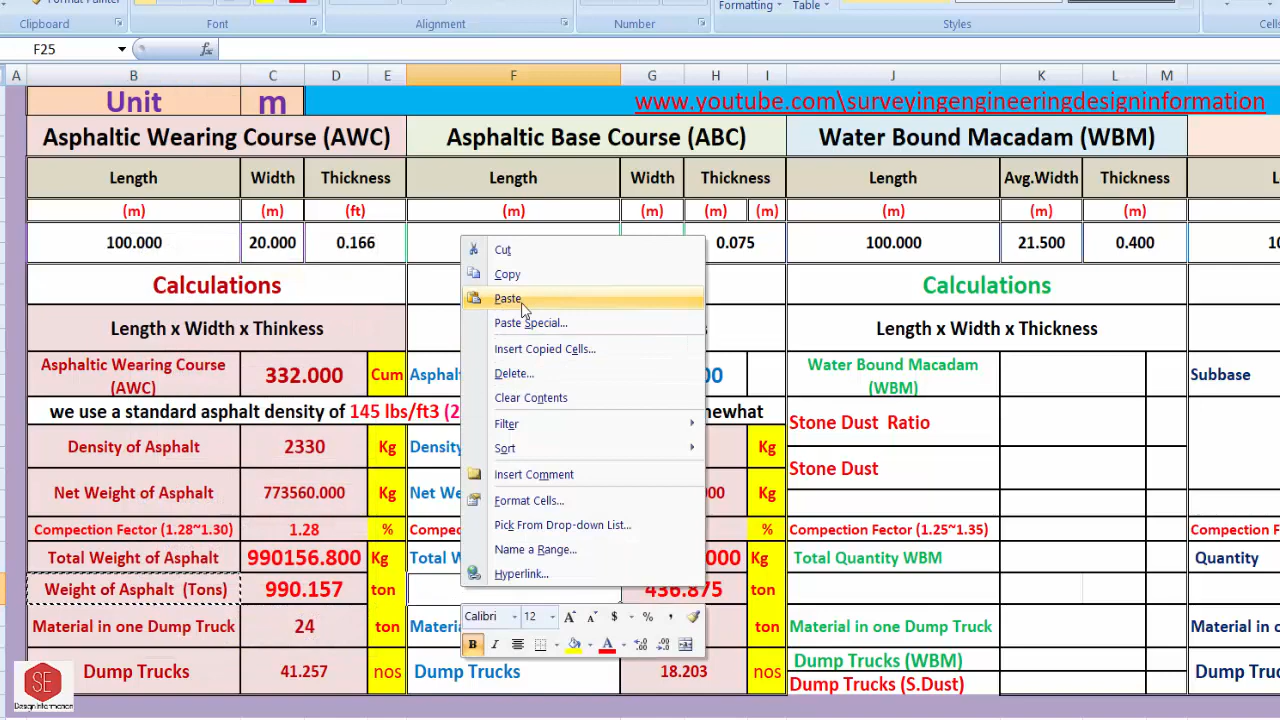 Format Painter
Formatting
Table
Clipboard
Font
Alignment
Number
Styles
Cells
F25
fx
A B C D E F G H I J K L M
Unit m www.youtube.com\surveyingengineeringdesigninformation
Asphaltic Wearing Course (AWC) Asphaltic Base Course (ABC) Water Bound Macadam (WBM)
Length Width Thickness Length Width Thickness Length Avg.Width Thickness
(m) (m) (ft) (m) (m) (m) (m) (m) (m) (m)
100.000 20.000 0.166 0.075 100.000 21.500 0.400
Calculations Calculations
Length x Width x Thinkess Length x Width x Thickness
Asphaltic Wearing Course
(AWC)
332.000 Cum
Water Bound Macadam
(WBM)
Subbase
we use a standard asphalt density of 145 lbs/ft3
Stone Dust Ratio
Density of Asphalt 2330 Kg Kg
Stone Dust
Net Weight of Asphalt 773560.000 Kg Kg
Compection Fector (1.28~1.30) 1.28 % % Compection Fector (1.25~1.35)
Total Weight of Asphalt 990156.800 Kg Kg Total Quantity WBM Quantity
Weight of Asphalt (Tons) 990.157 ton 436.875 ton
Material in one Dump Truck 24 ton ton Material in one Dump Truck
Dump Trucks 41.257 nos Dump Trucks 18.203 nos Dump Trucks (WBM)
Dump Trucks (S.Dust)
Cut
Copy
Paste
Paste Special...
Insert Copied Cells...
Delete...
Clear Contents
Filter
Sort
Insert Comment
Format Cells...
Pick From Drop-down List...
Name a Range...
Hyperlink...
Calibri 12 A A $ % ,
B I A
SE
Design Information